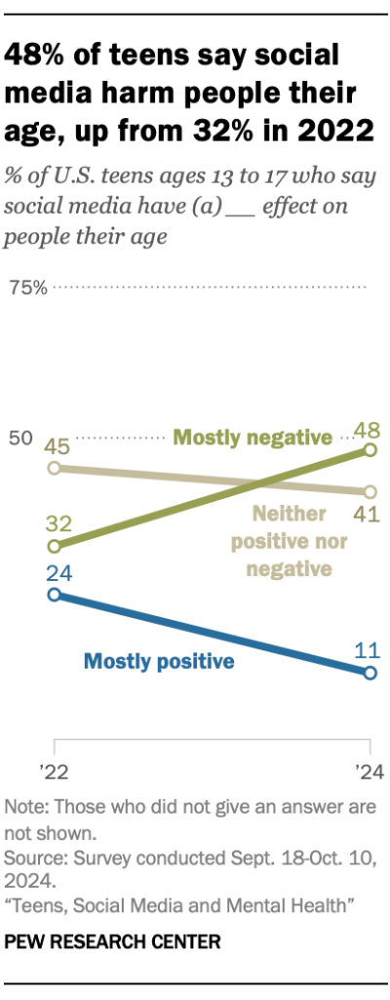 48% of teens say social
media harm people their
age, up from 32% in 2022
% of U.S. teens ages 13 to 17 who say
social media have (a) __ effect on
people their age
75%
50
45
Mostly negative
48
32
Neither
positive nor
negative
41
24
Mostly positive
11
’22
’24
Note: Those who did not give an answer are
not shown.
Source: Survey conducted Sept. 18-Oct. 10,
2024.
“Teens, Social Media and Mental Health”
PEW RESEARCH CENTER